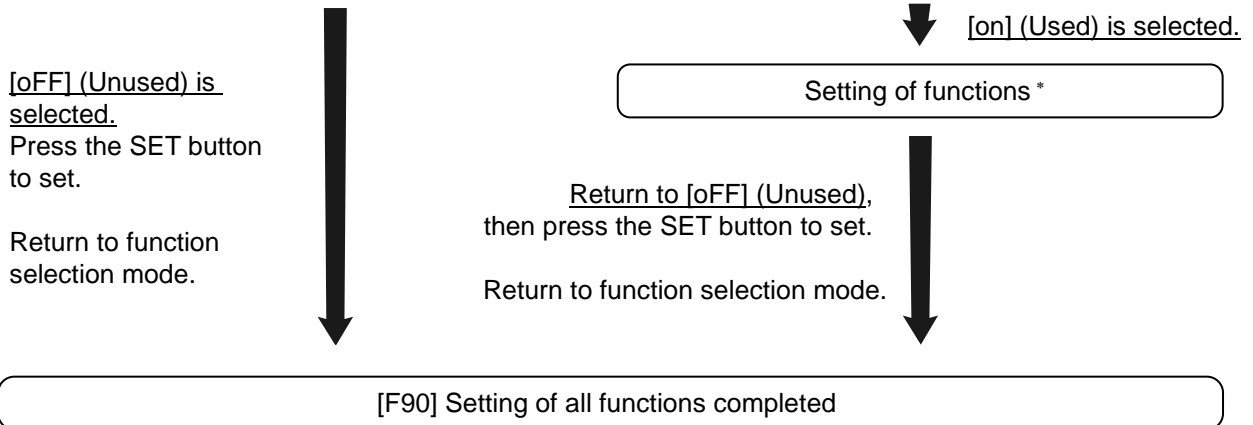 [on] (Used) is selected.
[oFF] (Unused) is
selected.
Press the SET button
to set.
Return to function
selection mode.
Setting of functions *
Return to [oFF] (Unused),
then press the SET button to set.
Return to function selection mode.
[F90] Setting of all functions completed